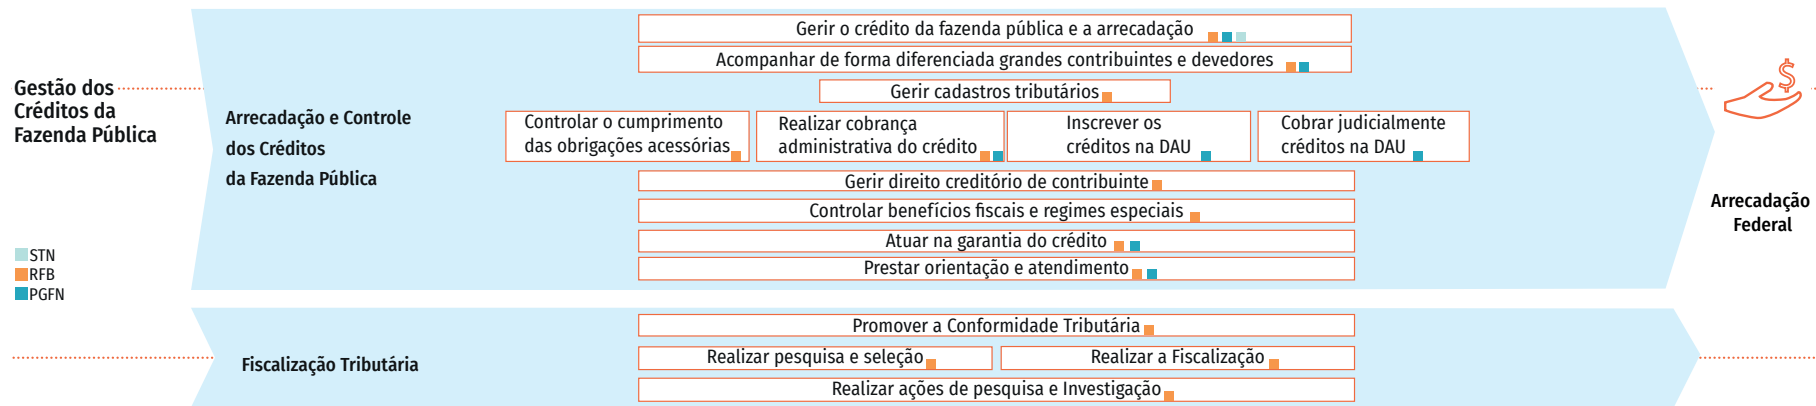 Gestão dos
Créditos da
Fazenda Pública
STN
RFB
PGFN
Arrecadação e Controle
dos Créditos
da Fazenda Pública
Gerir o crédito da fazenda pública e a arrecadação
Acompanhar de forma diferenciada grandes contribuintes e devedores
Gerir cadastros tributários
Controlar o cumprimento
das obrigações acessórias
Realizar cobrança
administrativa do crédito
Inscrever os
créditos na DAU
Cobrar judicialmente
créditos na DAU
Gerir direito creditório de contribuinte
Controlar benefícios fiscais e regimes especiais
Atuar na garantia do crédito
Prestar orientação e atendimento
Fiscalização Tributária
Promover a Conformidade Tributária
Realizar pesquisa e seleção
Realizar a Fiscalização
Realizar ações de pesquisa e Investigação
$
Arrecadação
Federal